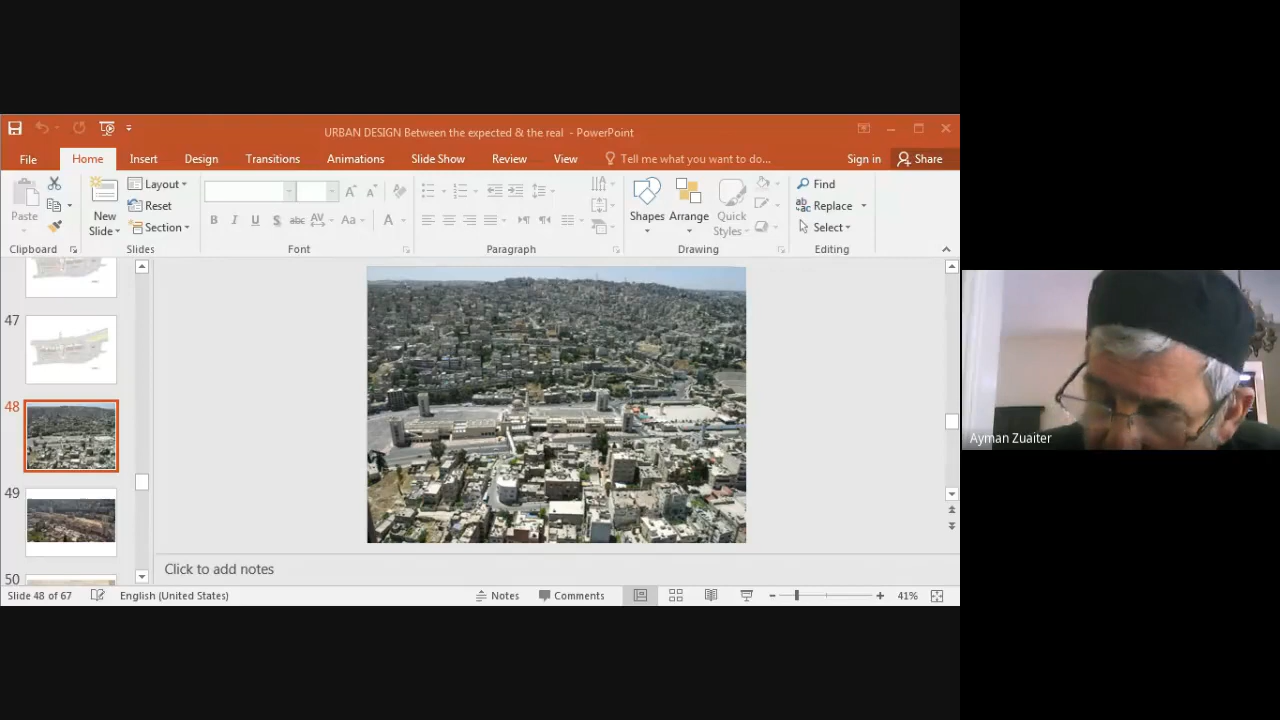 URBAN DESIGN Between the expected & the real - PowerPoint
File Home Insert Design Transitions Animations Slide Show Review View Tell me what you want to do... Sign in Share
Paste
New Slide
Layout
Reset
Section
B I U S abc AV Aa A
Shapes
Arrange
Quick Styles
Find
Replace
Select
Clipboard Slides Font Paragraph Drawing Editing
47
48
49
50
Ayman Zuaiter
Click to add notes
Slide 48 of 67 English (United States) Notes Comments 41%